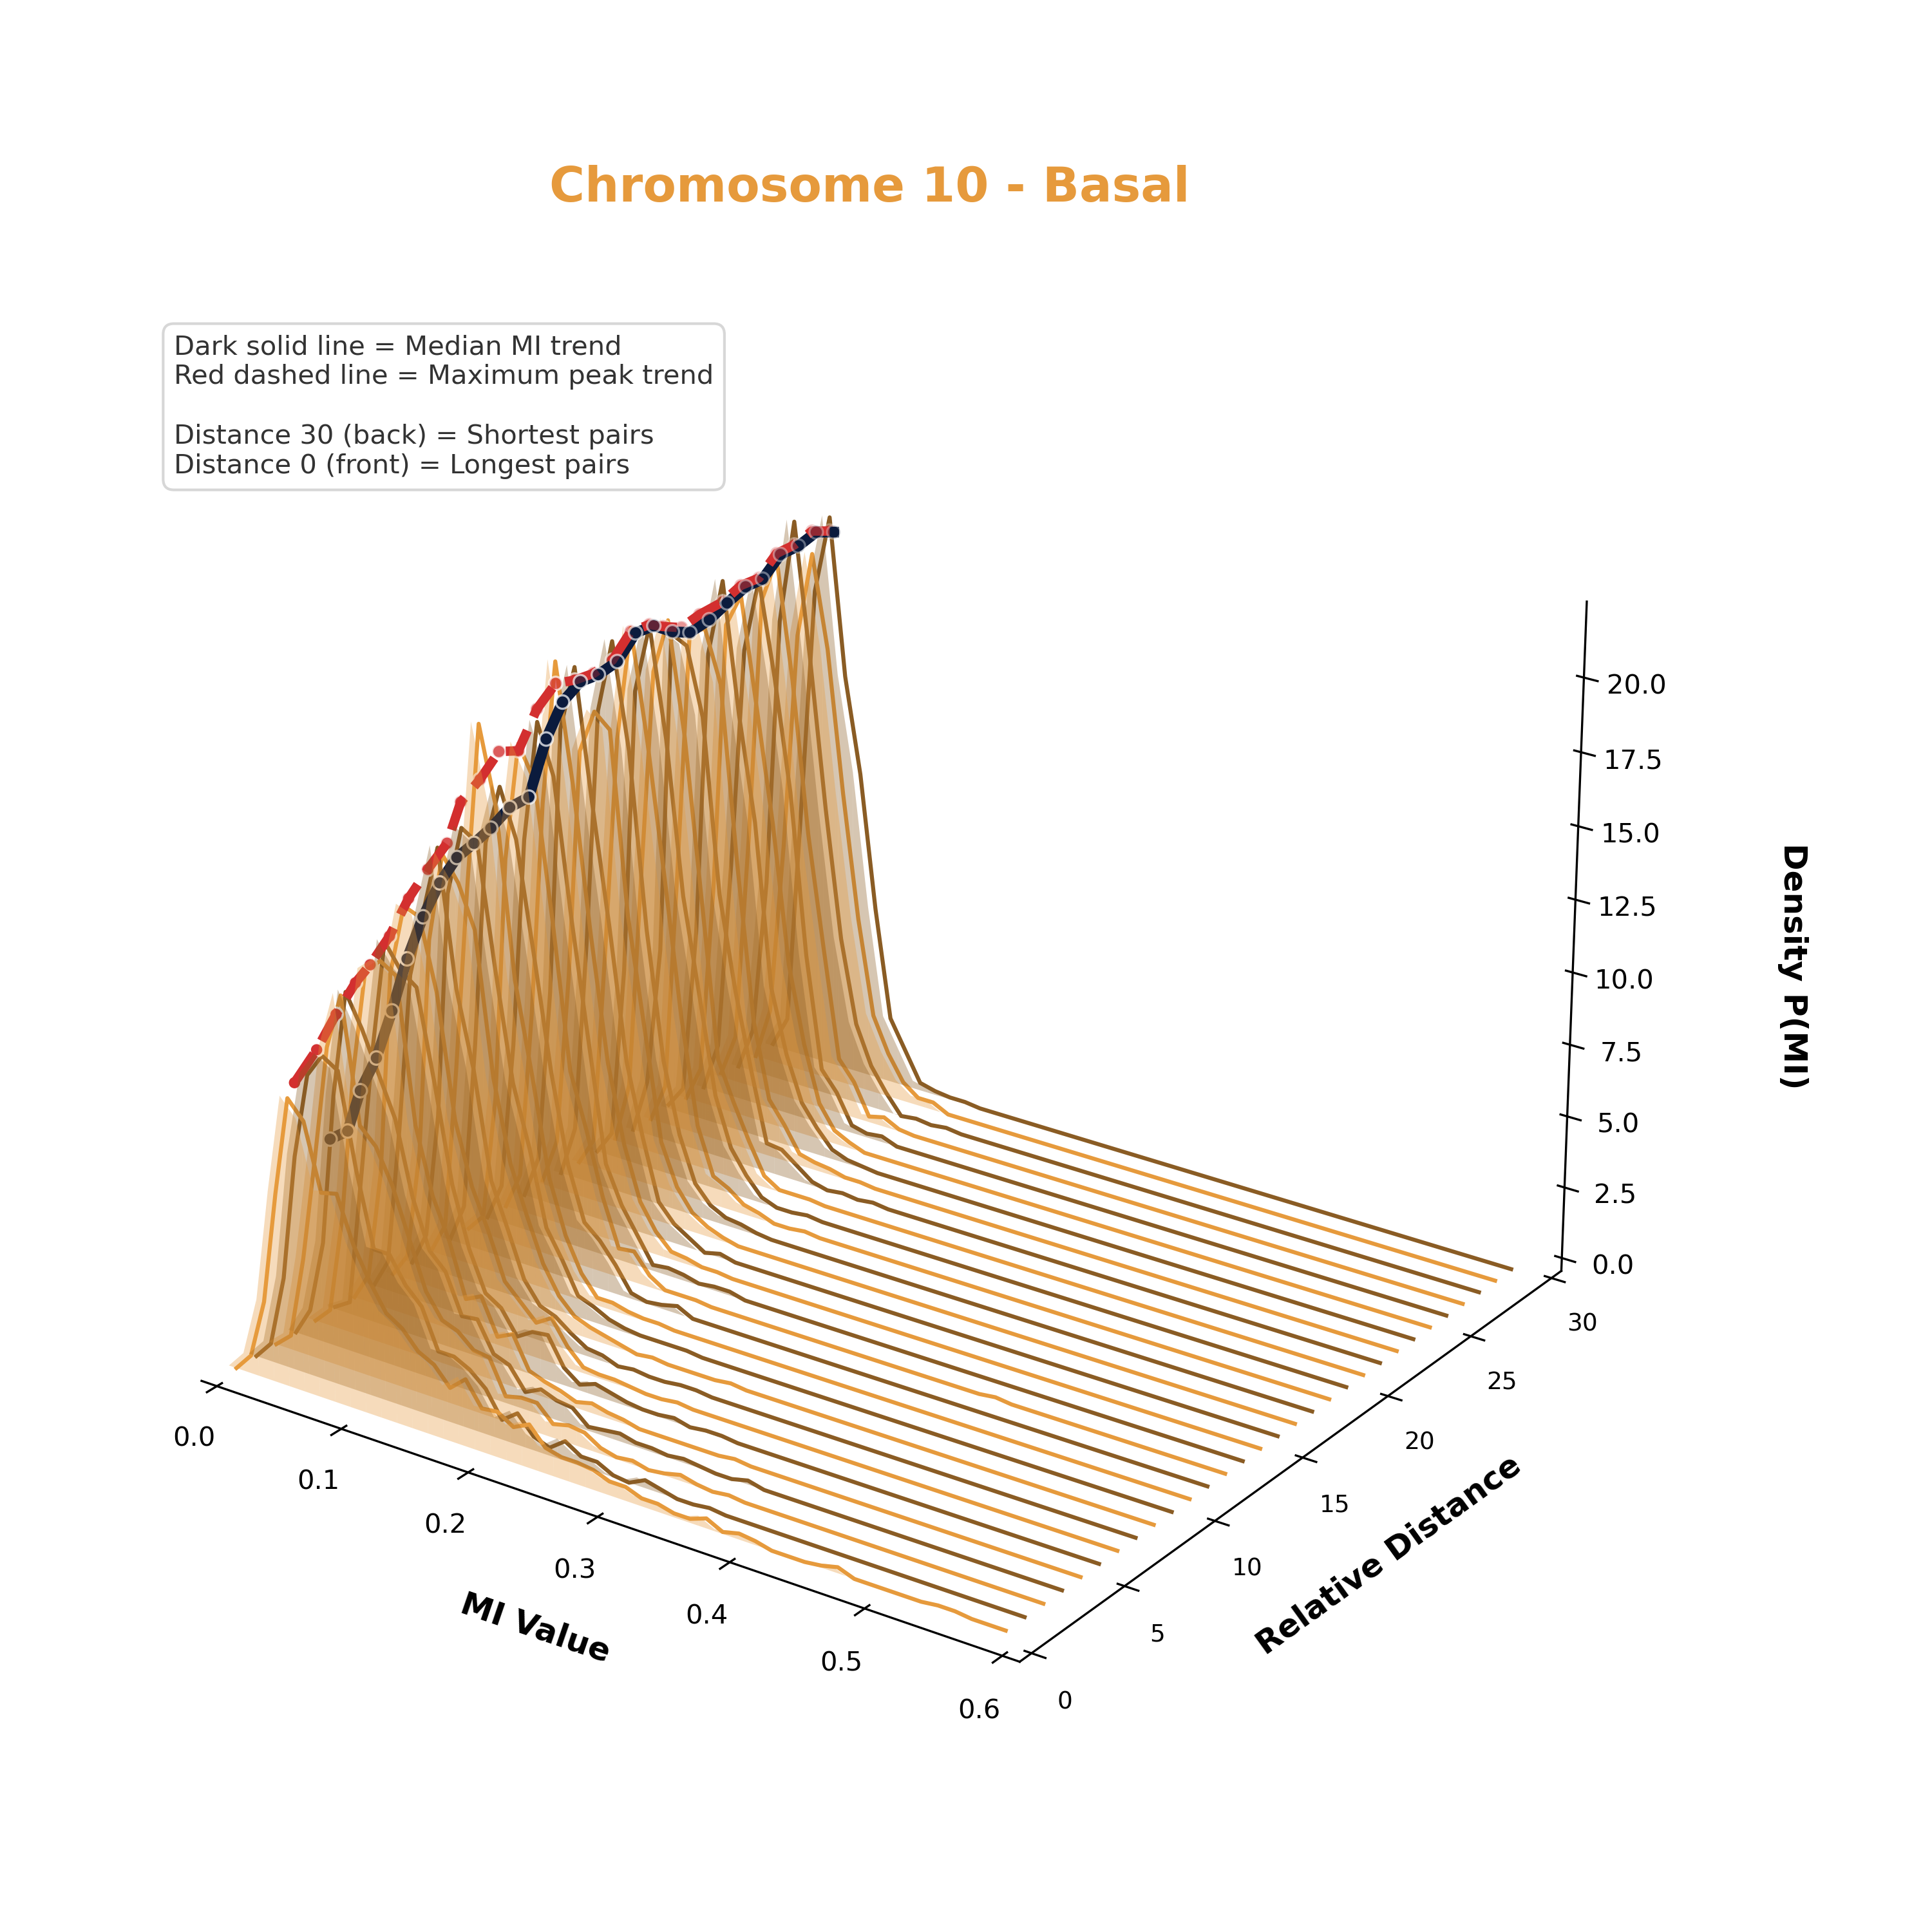 Chromosome 10 - Basal
Dark solid line = Median MI trend
Red dashed line = Maximum peak trend
Distance 30 (back) = Shortest pairs
Distance 0 (front) = Longest pairs
20.0
17.5
15.0
12.5
10.0
7.5
5.0
2.5
0.0
Density P(MI)
30
25
20
15
10
5
0
Relative Distance
0.0
0.1
0.2
0.3
0.4
0.5
0.6
MI Value